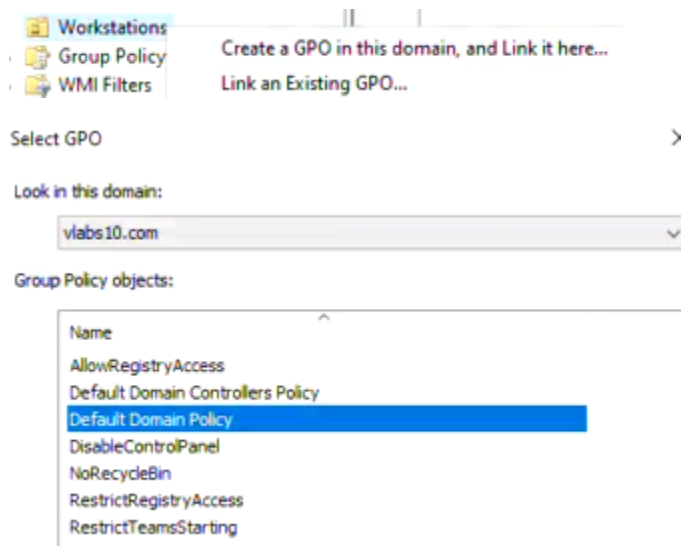 Workstations
Group Policy
WMI Filters
Create a GPO in this domain, and Link it here...
Link an Existing GPO...
Select GPO
Look in this domain:
vlabs10.com
Group Policy objects:
Name
AllowRegistryAccess
Default Domain Controllers Policy
Default Domain Policy
DisableControlPanel
NoRecycleBin
RestrictRegistryAccess
RestrictTeamsStarting